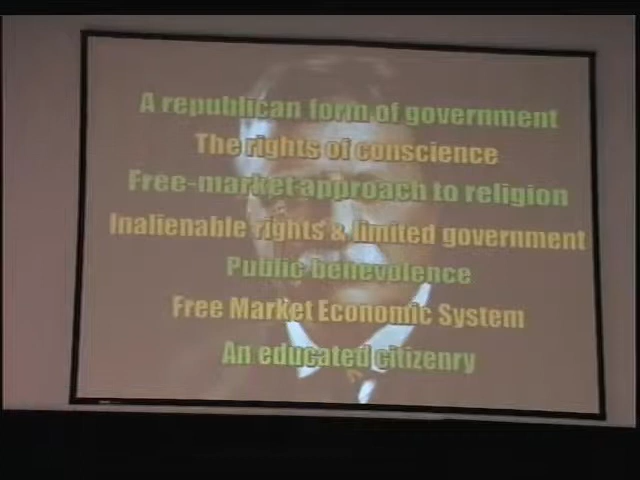 A republican form of government
The rights of conscience
Free-market approach to religion
Inalienable rights & limited government
Public benevolence
Free Market Economic System
An educated citizenry